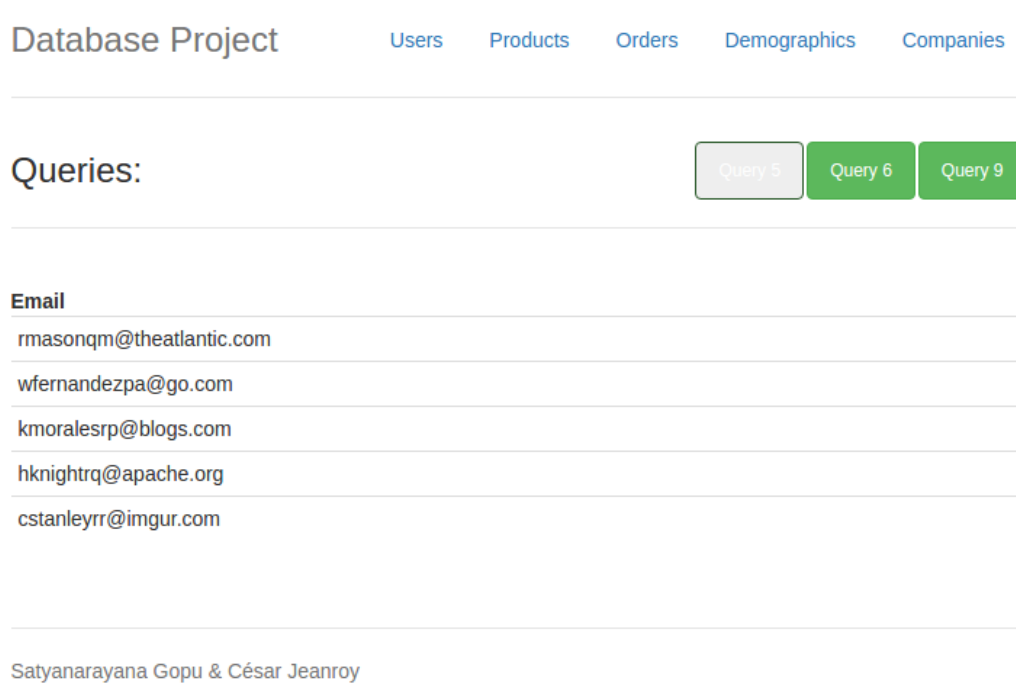 Database Project Users Products Orders Demographics Companies
Queries: Query 5 Query 6 Query 9
Email
rmasonqm@theatlantic.com
wfernandezpa@go.com
kmoralesrp@blogs.com
hknightrq@apache.org
cstanleyrr@imgur.com
Satyanarayana Gopu & César Jeanroy